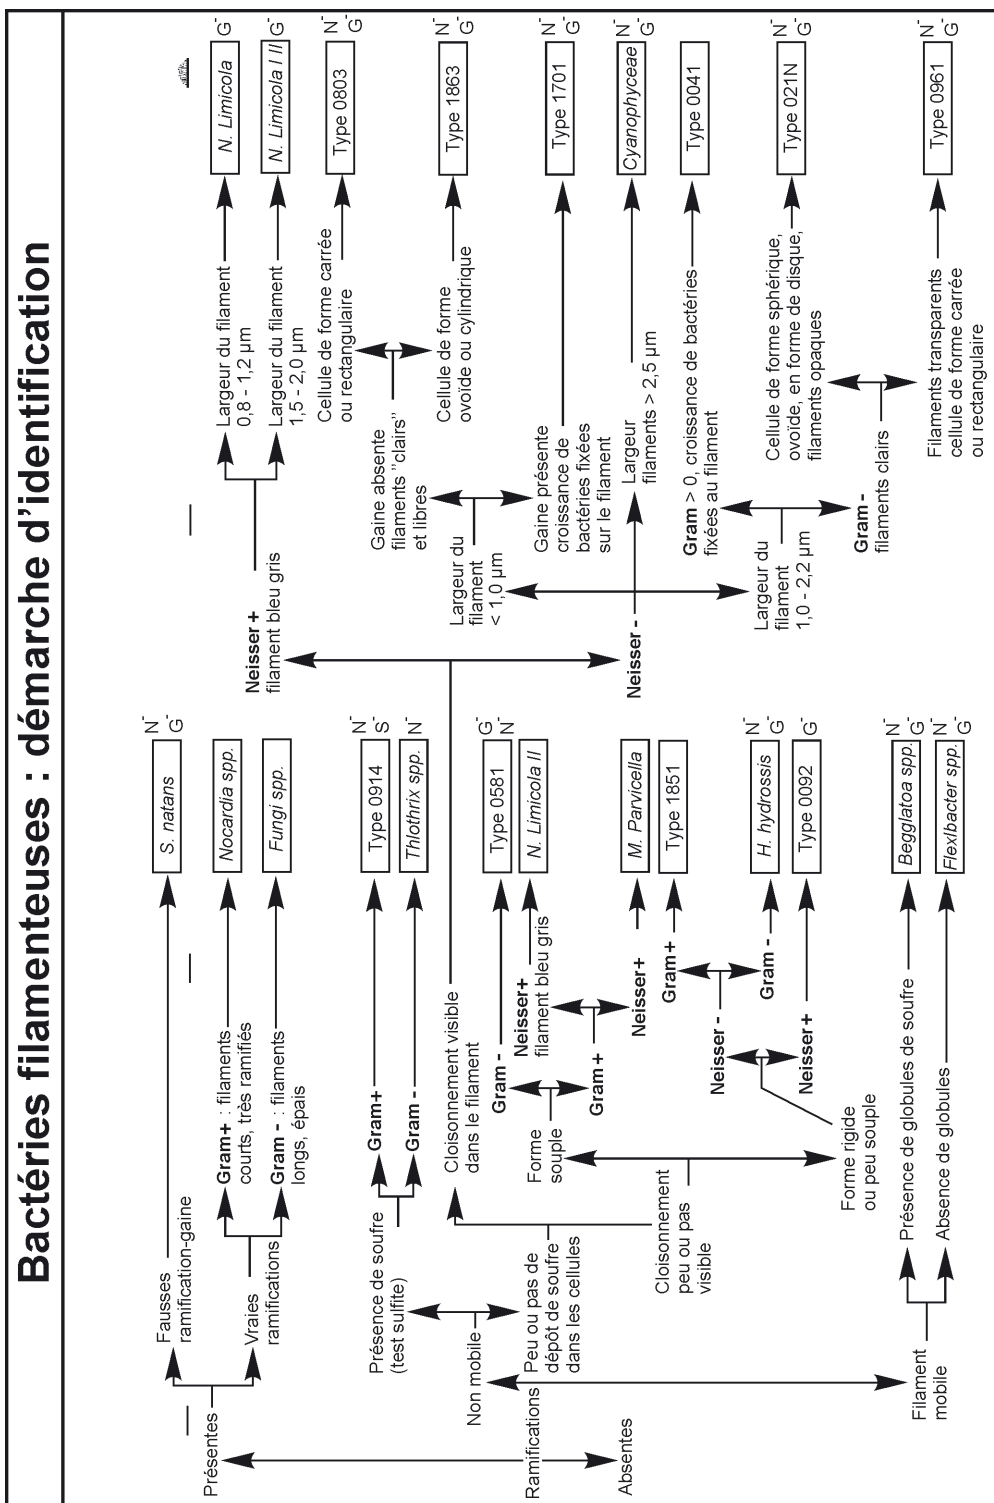 Bactéries filamenteuses : démarche d'identification
Ramifications
Présentes
Absentes
Fausses
ramification-gaine
S. natans
N-
G-
Vraies
ramifications
Gram+ : filaments
courts, très ramifiés
Nocardia spp.
Gram - : filaments
longs, épais
Fungi spp.
Non mobile
Présence de soufre
(test sulfite)
Gram+
Type 0914
N-
S-
Gram -
Thlothrix spp.
N-
Peu ou pas de
dépôt de soufre
dans les cellules
Cloisonnement visible
dans le filament
Cloisonnement
peu ou pas
visible
Forme
souple
Gram -
Type 0581
G-
N-
Gram +
Neisser+
filament bleu gris
N. Limicola II
Neisser+
M. Parvicella
Forme rigide
ou peu souple
Neisser -
Gram+
Type 1851
Gram -
H. hydrossis
N-
G-
Neisser+
Type 0092
G-
Filament
mobile
Présence de globules de soufre
Begglatoa spp.
N-
G-
Absence de globules
Flexlbacter spp.
N-
G-
Neisser +
filament bleu gris
Largeur du filament
0,8 - 1,2 µm
N. Limicola
G-
Largeur du filament
1,5 - 2,0 µm
N. Limicola I II
G-
Neisser -
Largeur du
filament
< 1,0 µm
Gaine absente
filaments "clairs"
et libres
Cellule de forme carrée
ou rectangulaire
Type 0803
N-
G-
Cellule de forme
ovoïde ou cylindrique
Type 1863
N-
G-
Gaine présente
croissance de
bactéries fixées
sur le filament
Type 1701
N-
G-
Largeur
filaments > 2,5 µm
Cyanophyceae
N-
G-
Largeur du
filament
1,0 - 2,2 µm
Gram > 0, croissance de bactéries
fixées au filament
Type 0041
Gram -
filaments clairs
Cellule de forme sphérique,
ovoïde, en forme de disque,
filaments opaques
Type 021N
N-
G-
Filaments transparents
cellule de forme carrée
ou rectangulaire
Type 0961
N-
G-